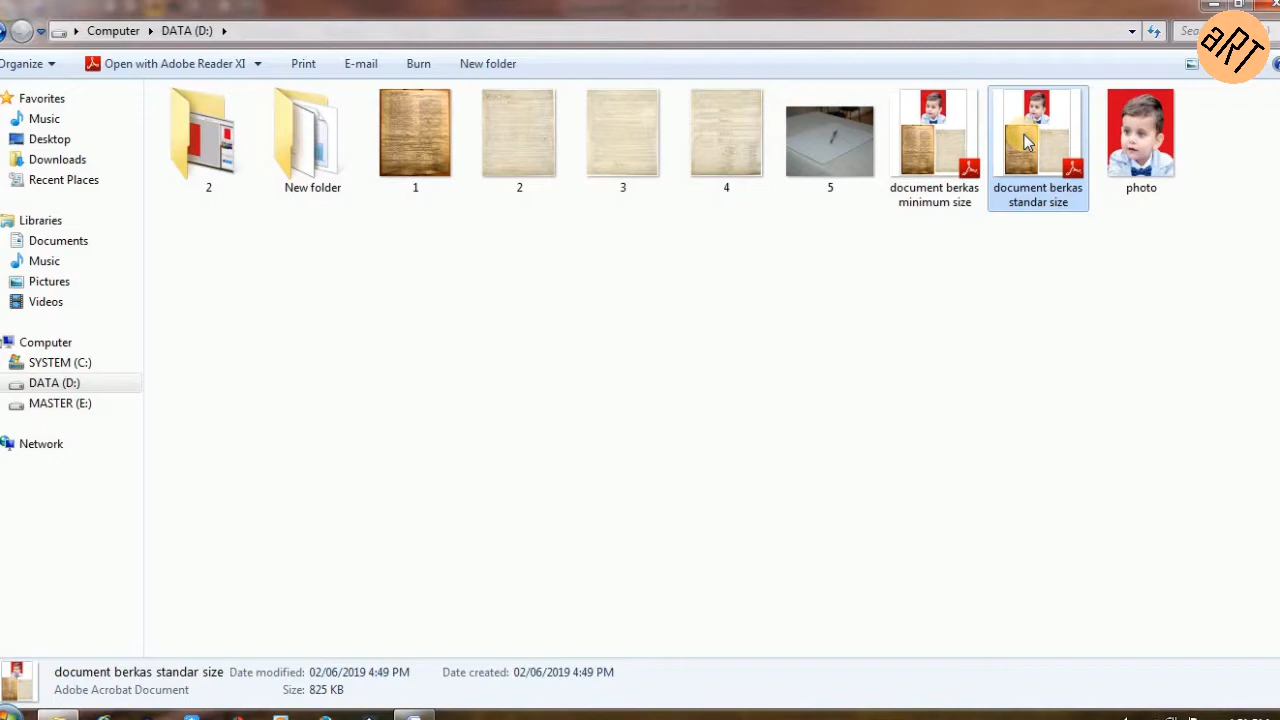 Computer
DATA (D:)
Sea
aRT
Organize
Open with Adobe Reader XI
Print
E-mail
Burn
New folder
Favorites
Music
Desktop
Downloads
Recent Places
Libraries
Documents
Music
Pictures
Videos
Computer
SYSTEM (C:)
DATA (D:)
MASTER (E:)
Network
2
New folder
1
2
3
4
5
document berkas
minimum size
document berkas
standar size
photo
document berkas standar size
Date modified: 02/06/2019 4:49 PM
Date created: 02/06/2019 4:49 PM
Adobe Acrobat Document
Size: 825 KB